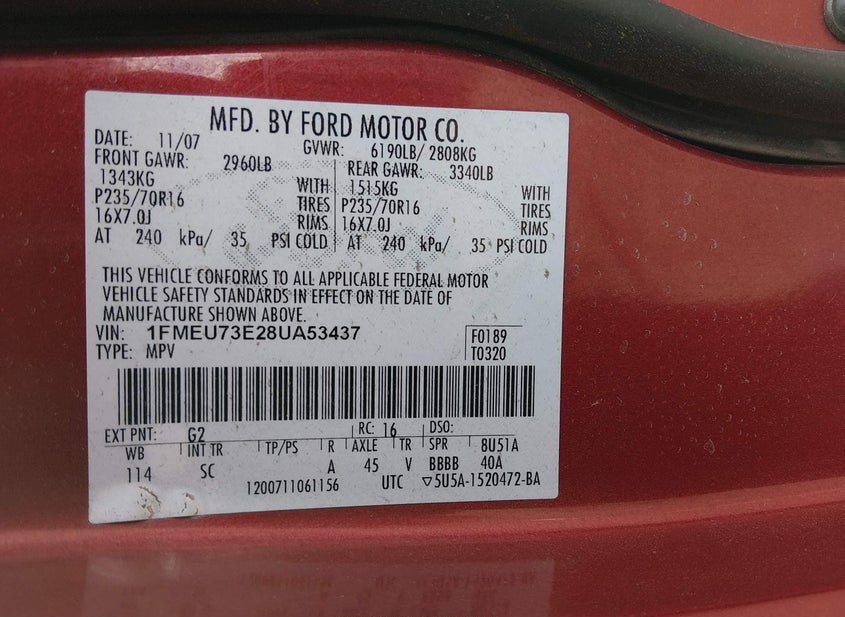 MFD. BY FORD MOTOR CO.
DATE: 11/07 GVWR: 6190LB/ 2808KG
FRONT GAWR: 2960LB REAR GAWR: 3340LB
1343KG WITH 1515KG WITH
P235/70R16 TIRES P235/70R16 TIRES
16X7.0J RIMS 16X7.0J RIMS
AT 240 kPa/ 35 PSI COLD AT 240 kPa/ 35 PSI COLD
THIS VEHICLE CONFORMS TO ALL APPLICABLE FEDERAL MOTOR
VEHICLE SAFETY STANDARDS IN EFFECT ON THE DATE OF
MANUFACTURE SHOWN ABOVE.
VIN: 1FMEU73E28UA53437 F0189
TYPE: MPV T0320
EXT PNT: G2 RC: 16 DSO:
WB INT TR TP/PS R AXLE TR SPR 8U51A
114 SC A 45 V BBBB 40A
1200711061156 UTC ▽5U5A-1520472-BA